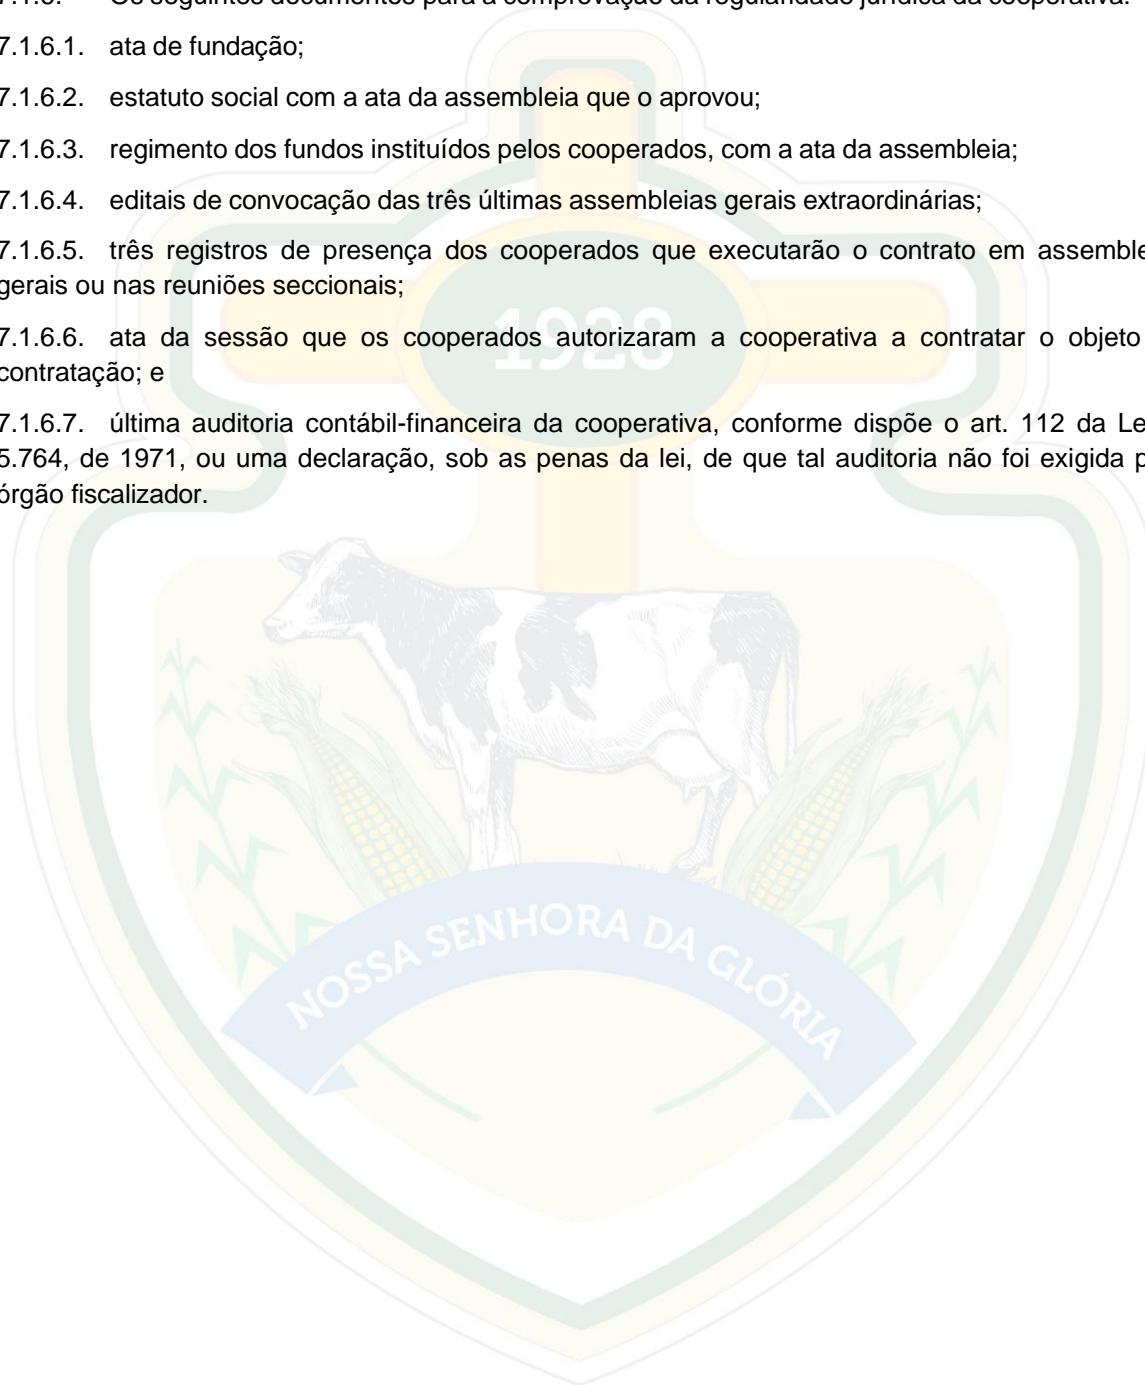 7.1.6. Os seguintes documentos para a comprovação da regularidade jurídica da cooperativa:
7.1.6.1. ata de fundação;
7.1.6.2. estatuto social com a ata da assembleia que o aprovou;
7.1.6.3. regimento dos fundos instituídos pelos cooperados, com a ata da assembleia;
7.1.6.4. editais de convocação das três últimas assembleias gerais extraordinárias;
7.1.6.5. três registros de presença dos cooperados que executarão o contrato em assemble
gerais ou nas reuniões seccionais;
7.1.6.6. ata da sessão que os cooperados autorizaram a cooperativa a contratar o objeto
contratação; e
7.1.6.7. última auditoria contábil-financeira da cooperativa, conforme dispõe o art. 112 da Le
5.764, de 1971, ou uma declaração, sob as penas da lei, de que tal auditoria não foi exigida p
órgão fiscalizador.
1928
NOSSA SENHORA DA GLÓRIA